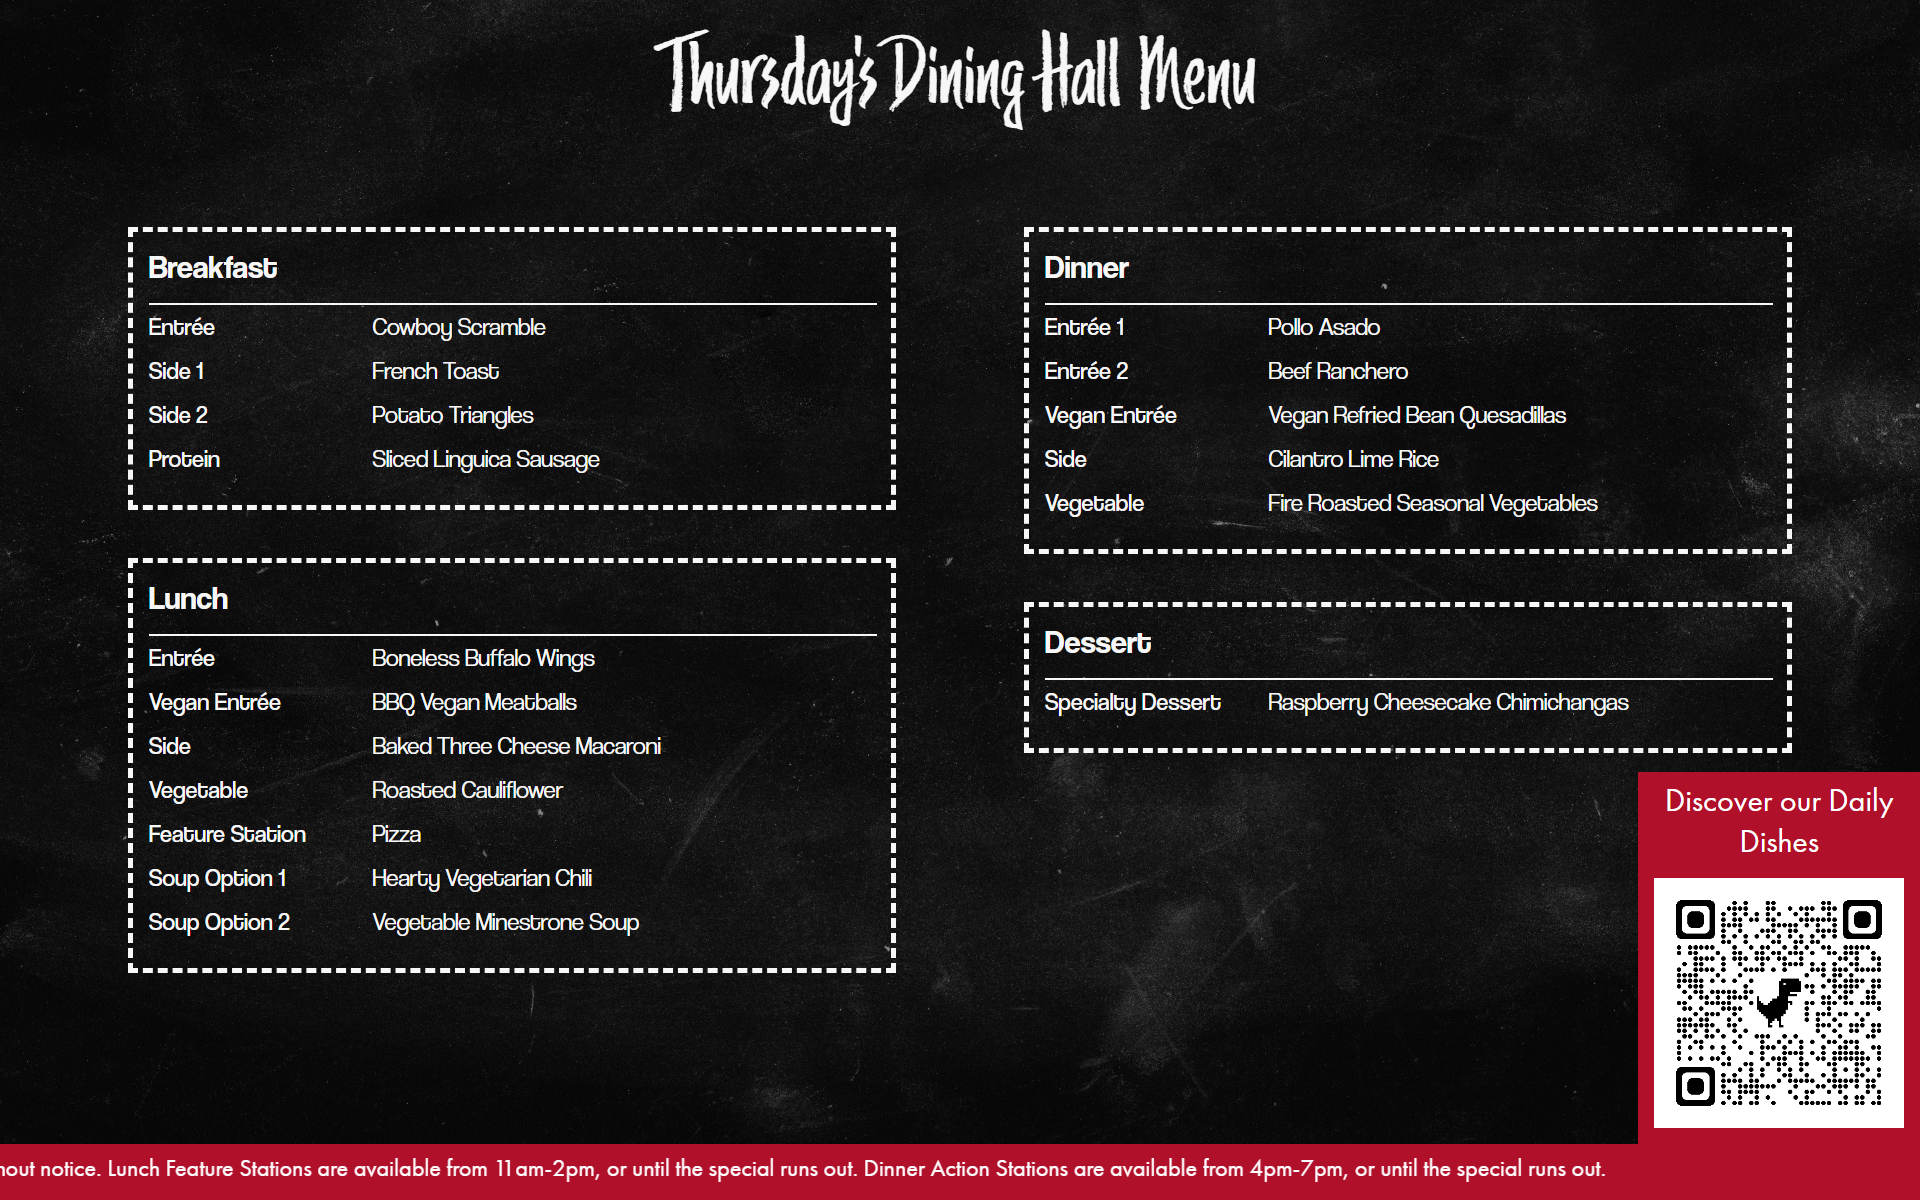 Thursday's Dining Hall Menu
Breakfast
Entrée Cowboy Scramble
Side 1 French Toast
Side 2 Potato Triangles
Protein Sliced Linguica Sausage
Lunch
Entrée Boneless Buffalo Wings
Vegan Entrée BBQ Vegan Meatballs
Side Baked Three Cheese Macaroni
Vegetable Roasted Cauliflower
Feature Station Pizza
Soup Option 1 Hearty Vegetarian Chili
Soup Option 2 Vegetable Minestrone Soup
Dinner
Entrée 1 Pollo Asado
Entrée 2 Beef Ranchero
Vegan Entrée Vegan Refried Bean Quesadillas
Side Cilantro Lime Rice
Vegetable Fire Roasted Seasonal Vegetables
Dessert
Specialty Dessert Raspberry Cheesecake Chimichangas
Discover our Daily
Dishes
notice. Lunch Feature Stations are available from 11am-2pm, or until the special runs out. Dinner Action Stations are available from 4pm-7pm, or until the special runs out.